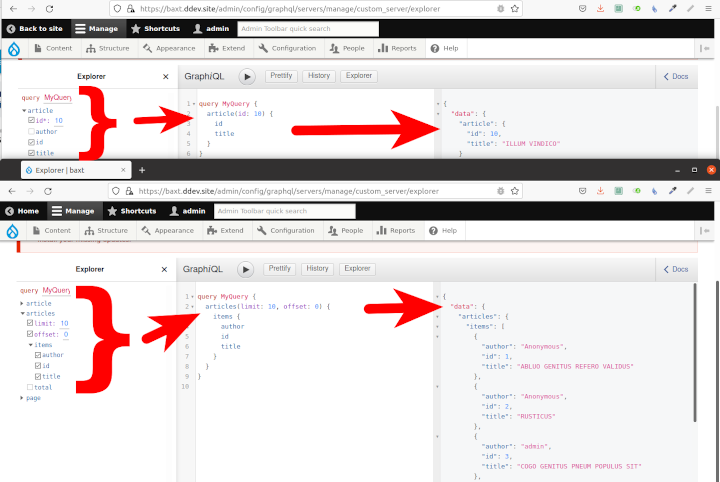 https://baxt.ddev.site/admin/config/graphql/servers/manage/custom_server/explorer
Back to site Manage Shortcuts admin Admin Toolbar quick search
Content Structure Appearance Extend Configuration People Reports Help
Explorer × GraphiQL Prettify History Explorer Docs
query MyQuery
article
id*: 10
author
id
title
1 query MyQuery {
2 article(id: 10) {
3 id
4 title
5 }
6 }
{
"data": {
"article": {
"id": 10,
"title": "ILLUM VINDICO"
}
Explorer | baxt × +
https://baxt.ddev.site/admin/config/graphql/servers/manage/custom_server/explorer
Home Manage Shortcuts admin Admin Toolbar quick search
Content Structure Appearance Extend Configuration People Reports Help
Explorer × GraphiQL Prettify History Explorer Docs
query MyQuery
article
articles
limit: 10
offset: 0
items
author
id
title
total
page
1 query MyQuery {
2 articles(limit: 10, offset: 0) {
items {
author
5 id
6 title
7 }
8 }
9 }
10
{
"data": {
"articles": {
"items": [
{
"author": "Anonymous",
"id": 1,
"title": "ABLUO GENITUS REFERO VALIDUS"
},
{
"author": "Anonymous",
"id": 2,
"title": "RUSTICUS"
},
{
"author": "admin",
"id": 3,
"title": "COGO GENITUS PNEUM POPULUS SIT"
},